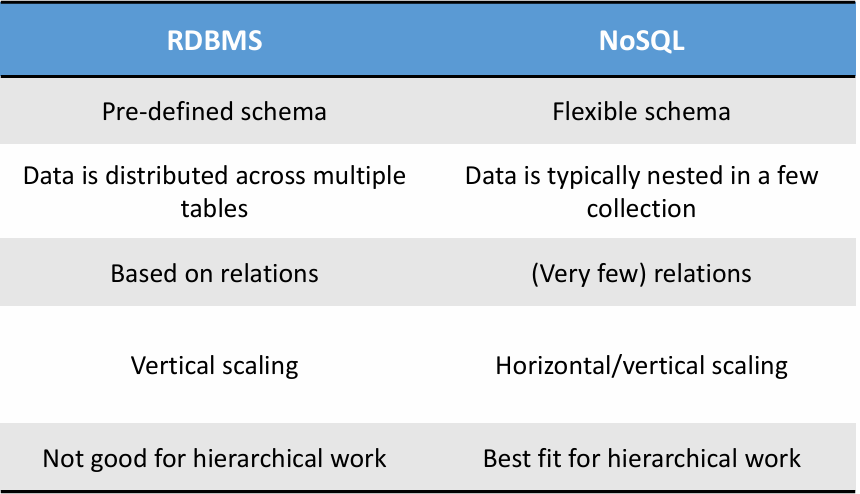 RDBMS
NoSQL
Pre-defined schema
Flexible schema
Data is distributed across multiple
tables
Data is typically nested in a few
collection
Based on relations
(Very few) relations
Vertical scaling
Horizontal/vertical scaling
Not good for hierarchical work
Best fit for hierarchical work